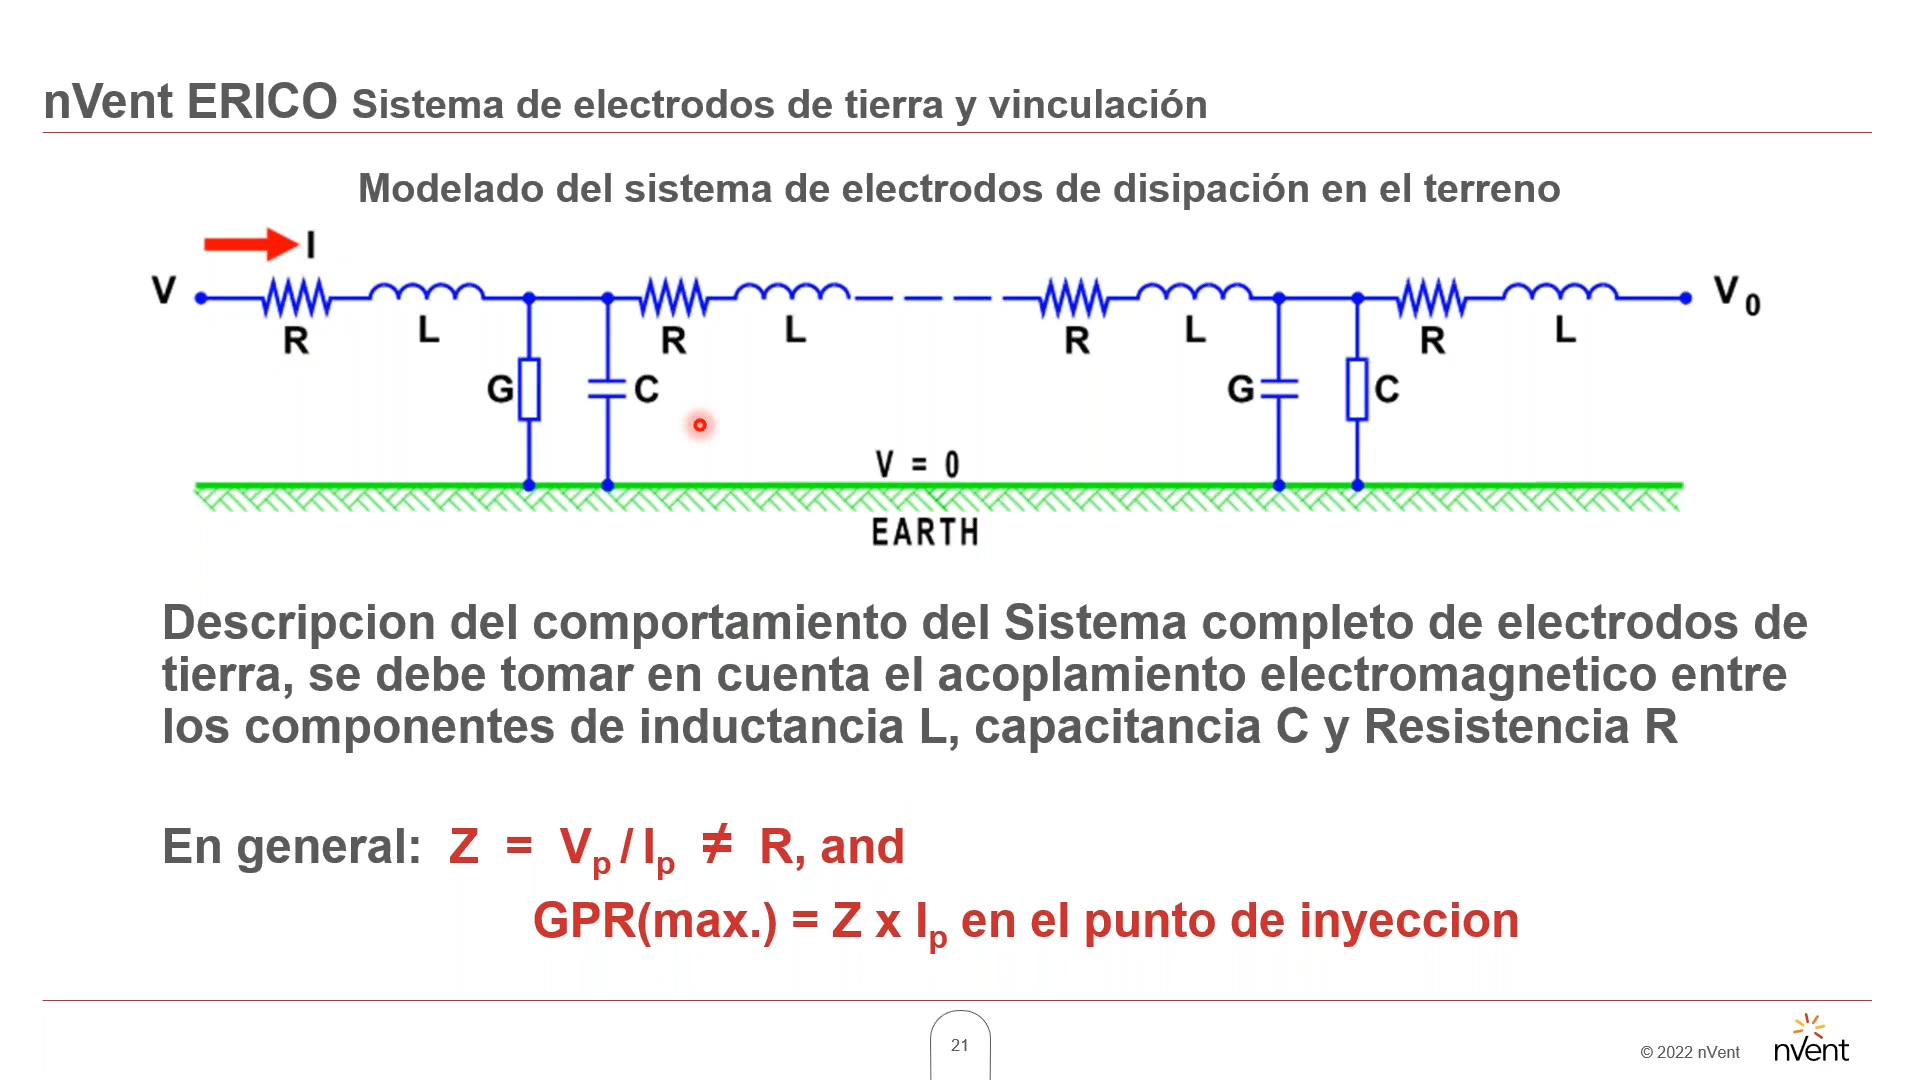 nVent ERICO Sistema de electrodos de tierra y vinculación
Modelado del sistema de electrodos de disipación en el terreno
I
V
V0
R
L
R
L
R
L
R
L
G
C
G
C
V = 0
EARTH
Descripcion del comportamiento del Sistema completo de electrodos de
tierra, se debe tomar en cuenta el acoplamiento electromagnetico entre
los componentes de inductancia L, capacitancia C y Resistencia R
En general: Z = Vp / Ip ≠ R, and
GPR(max.) = Z x Ip en el punto de inyeccion
21
© 2022 nVent
nVent